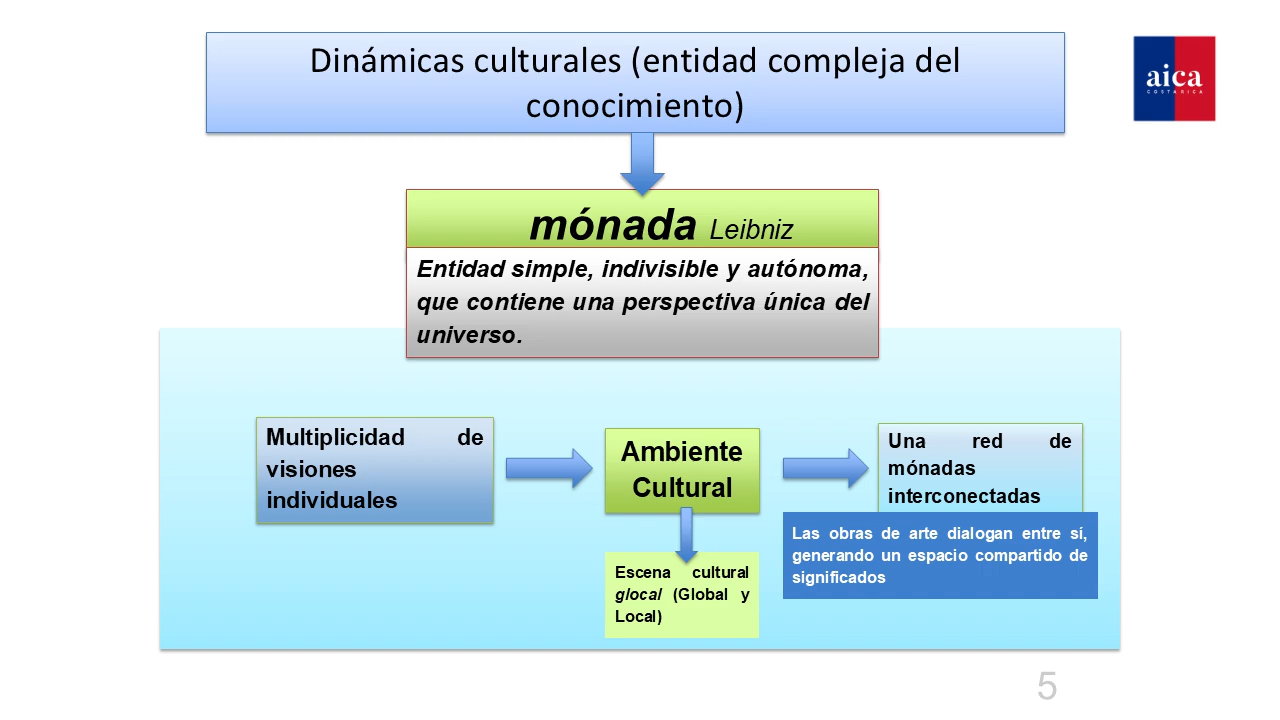 Dinámicas culturales (entidad compleja del
conocimiento)
aica
COSTA RICA
mónada Leibniz
Entidad simple, indivisible y autónoma,
que contiene una perspectiva única del
universo.
Multiplicidad de
visiones
individuales
Ambiente
Cultural
Una red de
mónadas
interconectadas
Las obras de arte dialogan entre sí,
generando un espacio compartido de
significados
Escena cultural
glocal (Global y
Local)
5